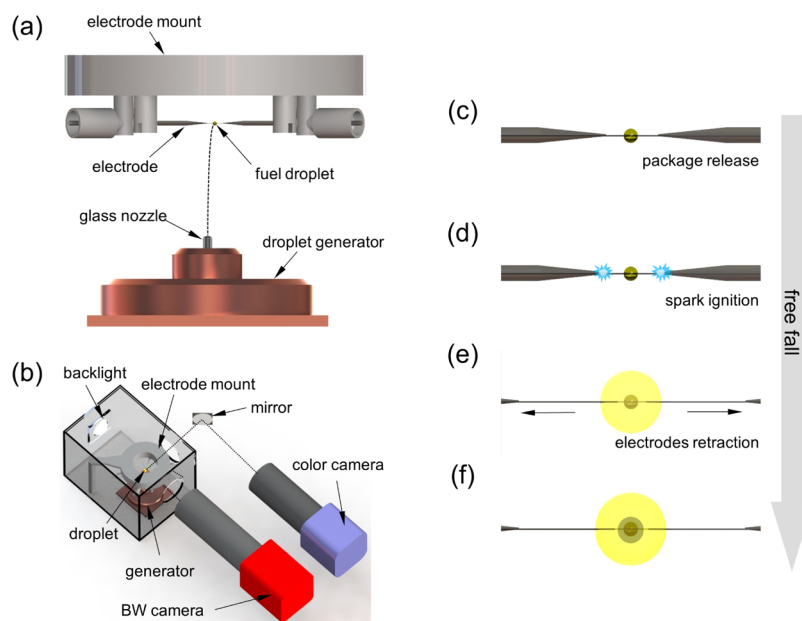 (a)
electrode mount
electrode
fuel droplet
glass nozzle
droplet generator
(b)
backlight
electrode mount
mirror
color camera
droplet
generator
BW camera
(c)
package release
(d)
spark ignition
(e)
electrodes retraction
(f)
free fall